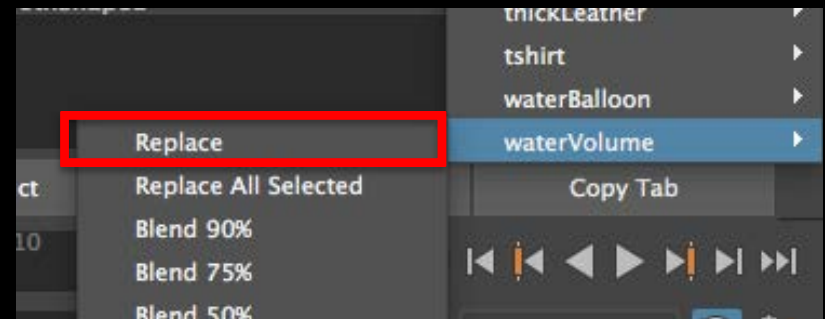 thickLeather
tshirt
waterBalloon
Replace
waterVolume
ct
Replace All Selected
Copy Tab
10
Blend 90%
Blend 75%
Blend 50%